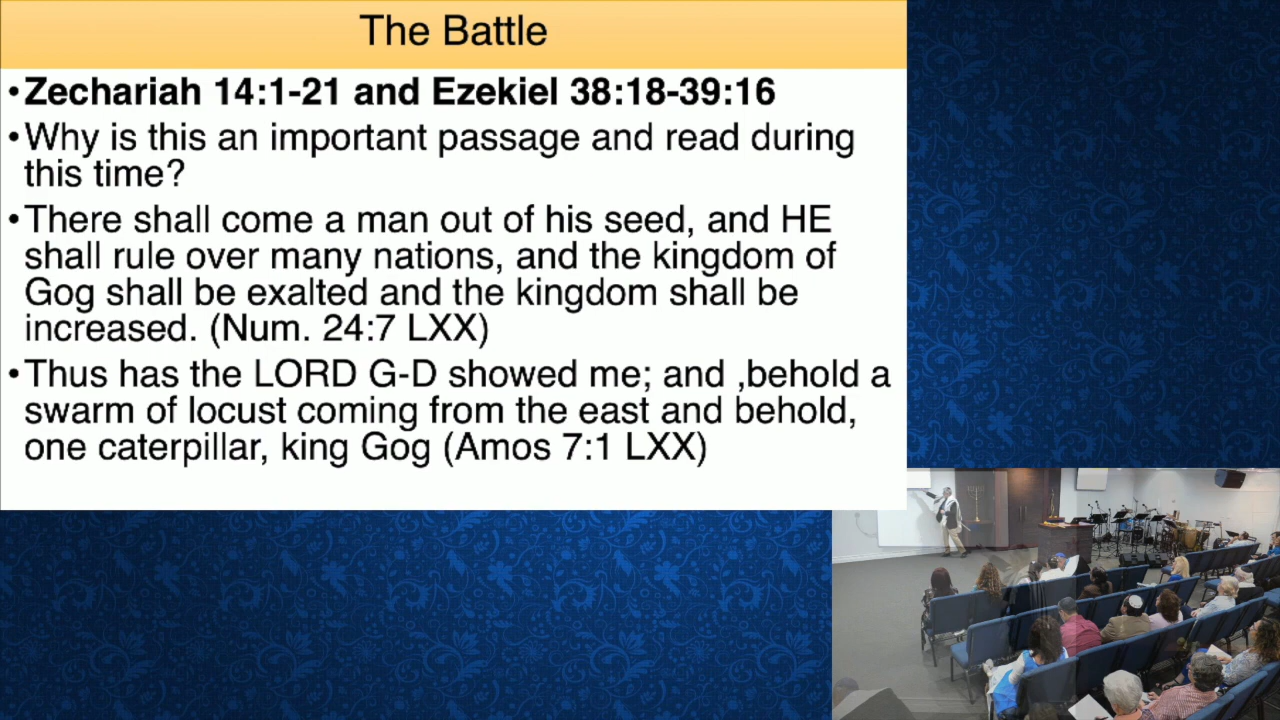 The Battle
•Zechariah 14:1-21 and Ezekiel 38:18-39:16
•Why is this an important passage and read during
this time?
•There shall come a man out of his seed, and HE
shall rule over many nations, and the kingdom of
Gog shall be exalted and the kingdom shall be
increased. (Num. 24:7 LXX)
•Thus has the LORD G-D showed me; and ,behold a
swarm of locust coming from the east and behold,
one caterpillar, king Gog (Amos 7:1 LXX)